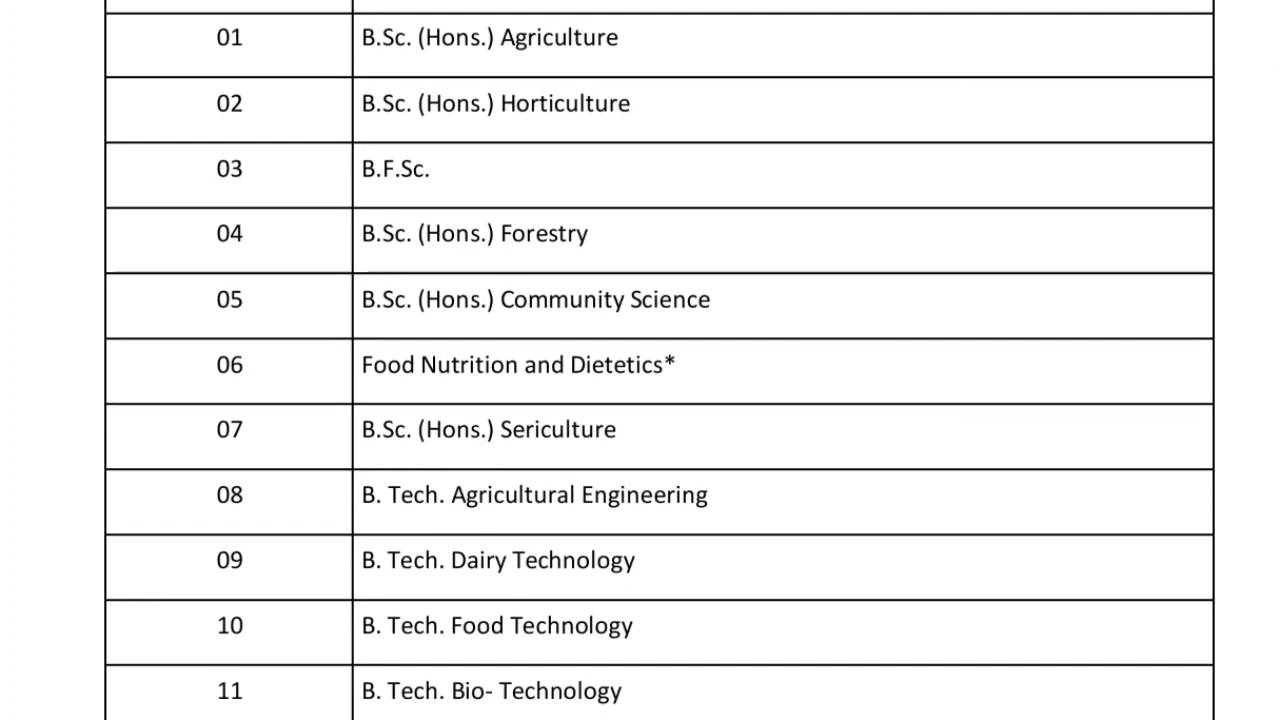 01 B.Sc. (Hons.) Agriculture
02 B.Sc. (Hons.) Horticulture
03 B.F.Sc.
04 B.Sc. (Hons.) Forestry
05 B.Sc. (Hons.) Community Science
06 Food Nutrition and Dietetics*
07 B.Sc. (Hons.) Sericulture
08 B. Tech. Agricultural Engineering
09 B. Tech. Dairy Technology
10 B. Tech. Food Technology
11 B. Tech. Bio- Technology